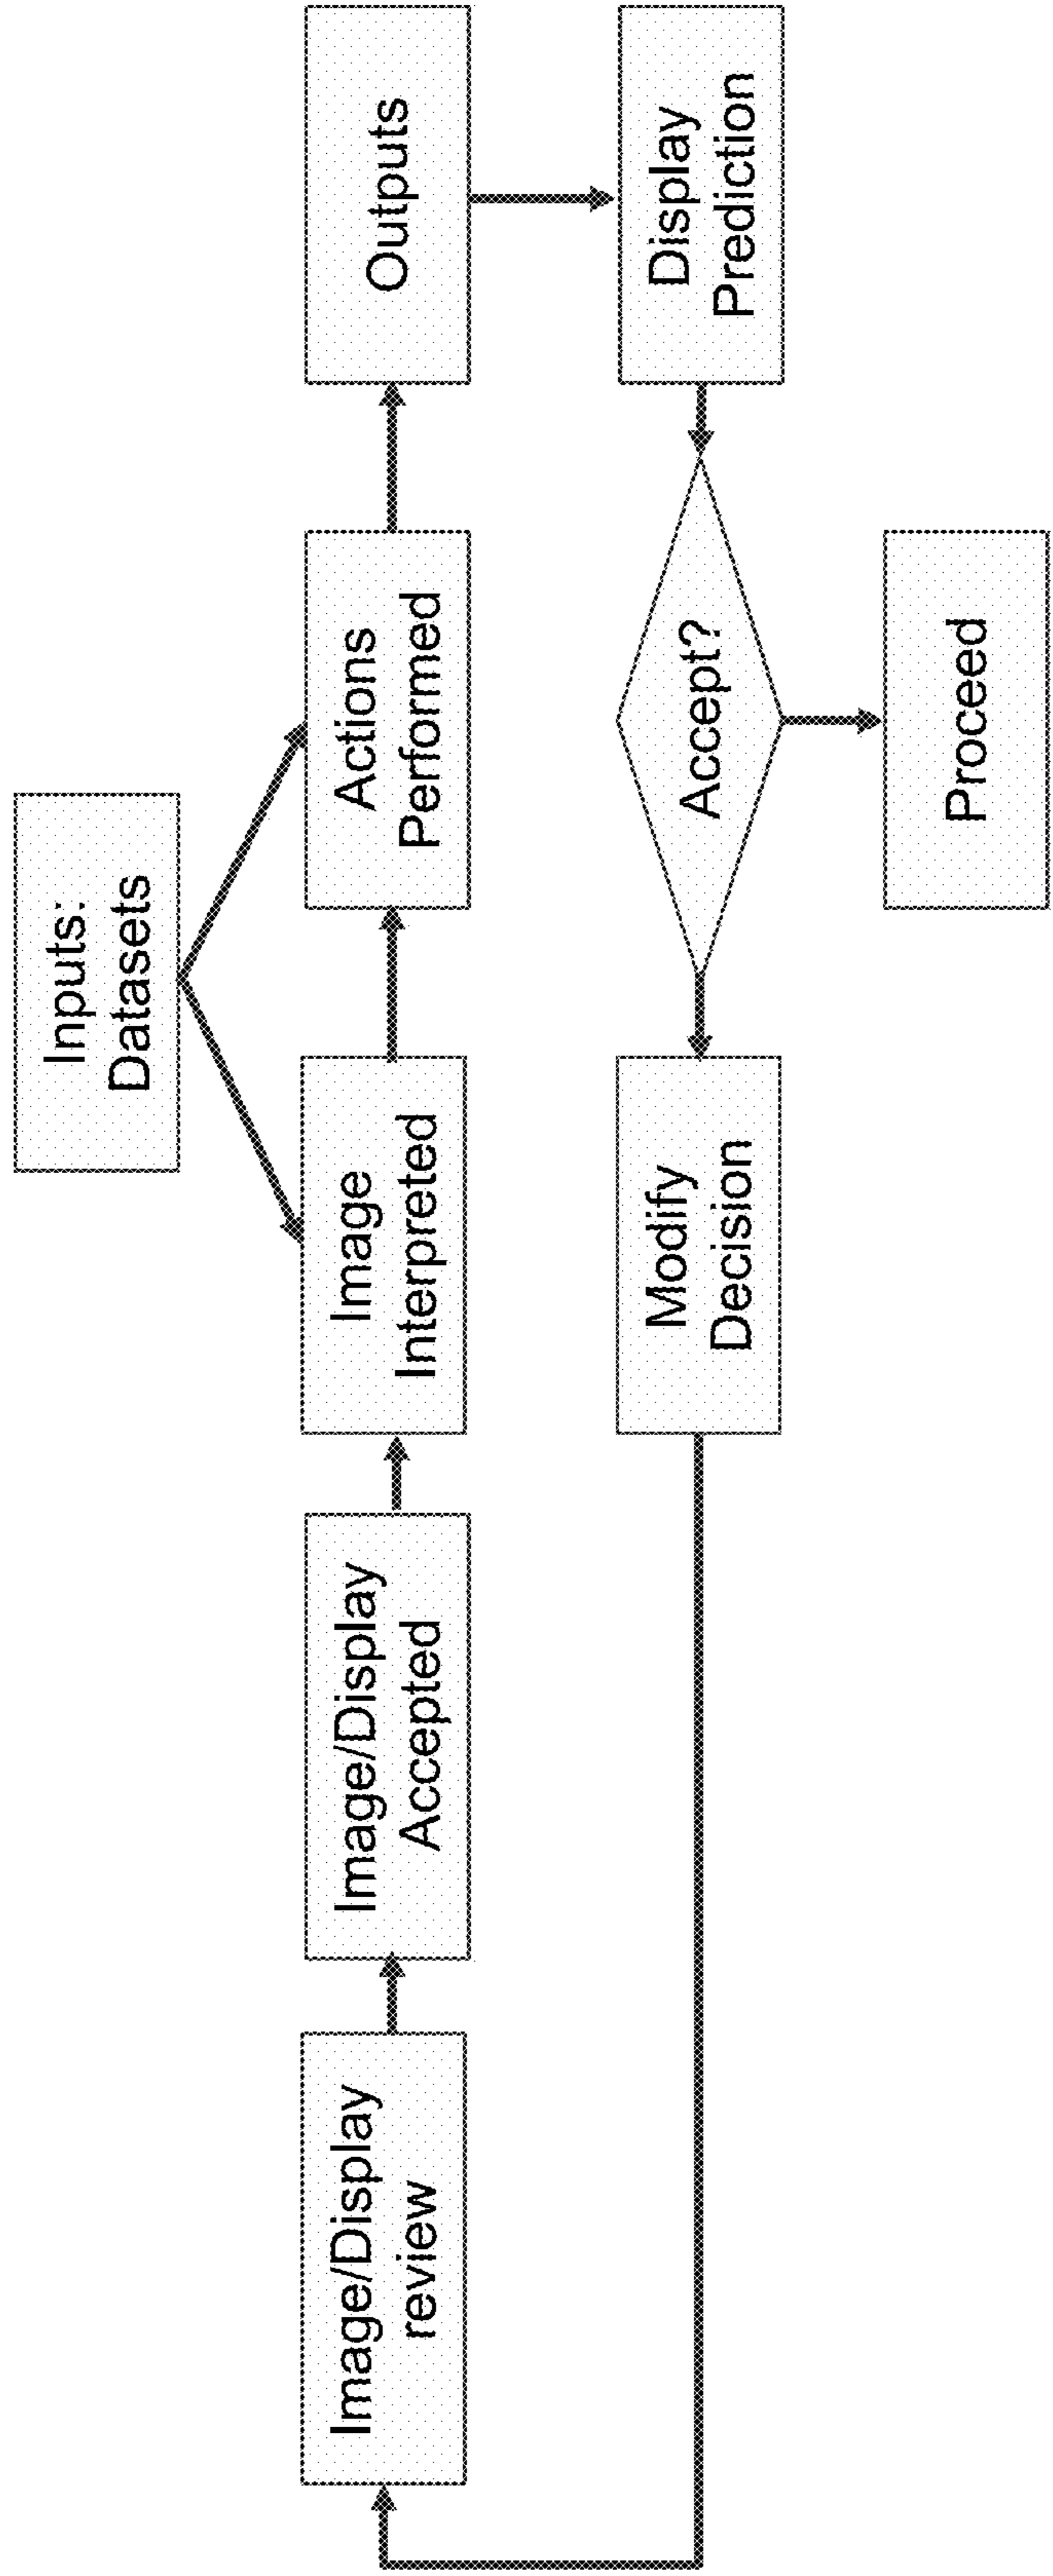 Inputs:
Datasets
Image/Display
review
Image/Display
Accepted
Image
Interpreted
Actions
Performed
Outputs
Modify
Decision
Accept?
Display
Prediction
Proceed